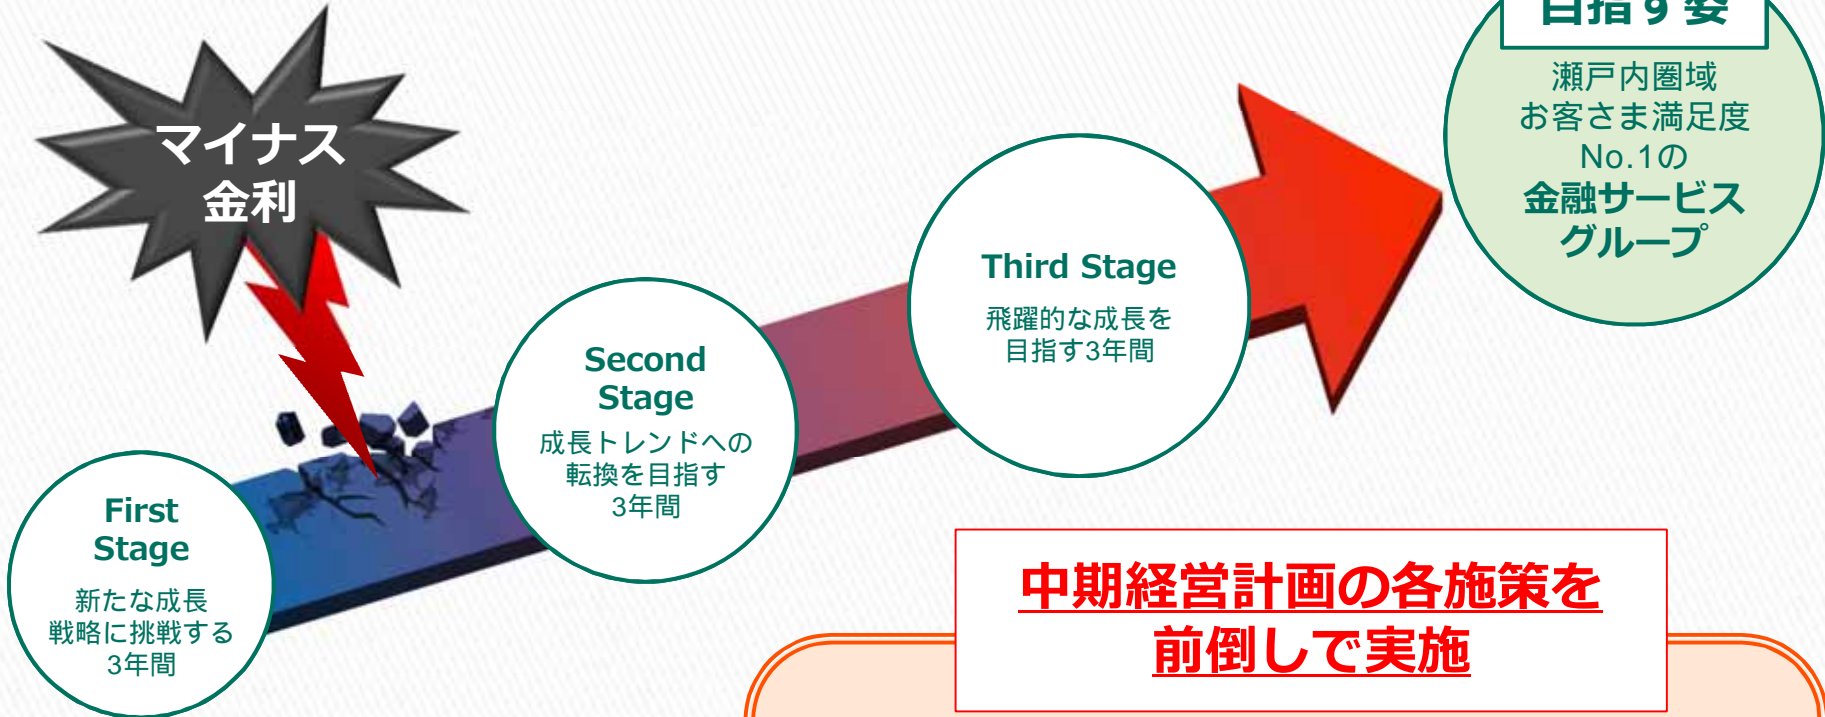 目指す姿
瀬戸内圏域
お客さま満足度
No.1の
金融サービス
グループ
マイナス
金利
Third Stage
飛躍的な成長を
目指す3年間
Second
Stage
成長トレンドへの
転換を目指す
3年間
First
Stage
新たな成長
戦略に挑戦する
3年間
中期経営計画の各施策を
前倒しで実施